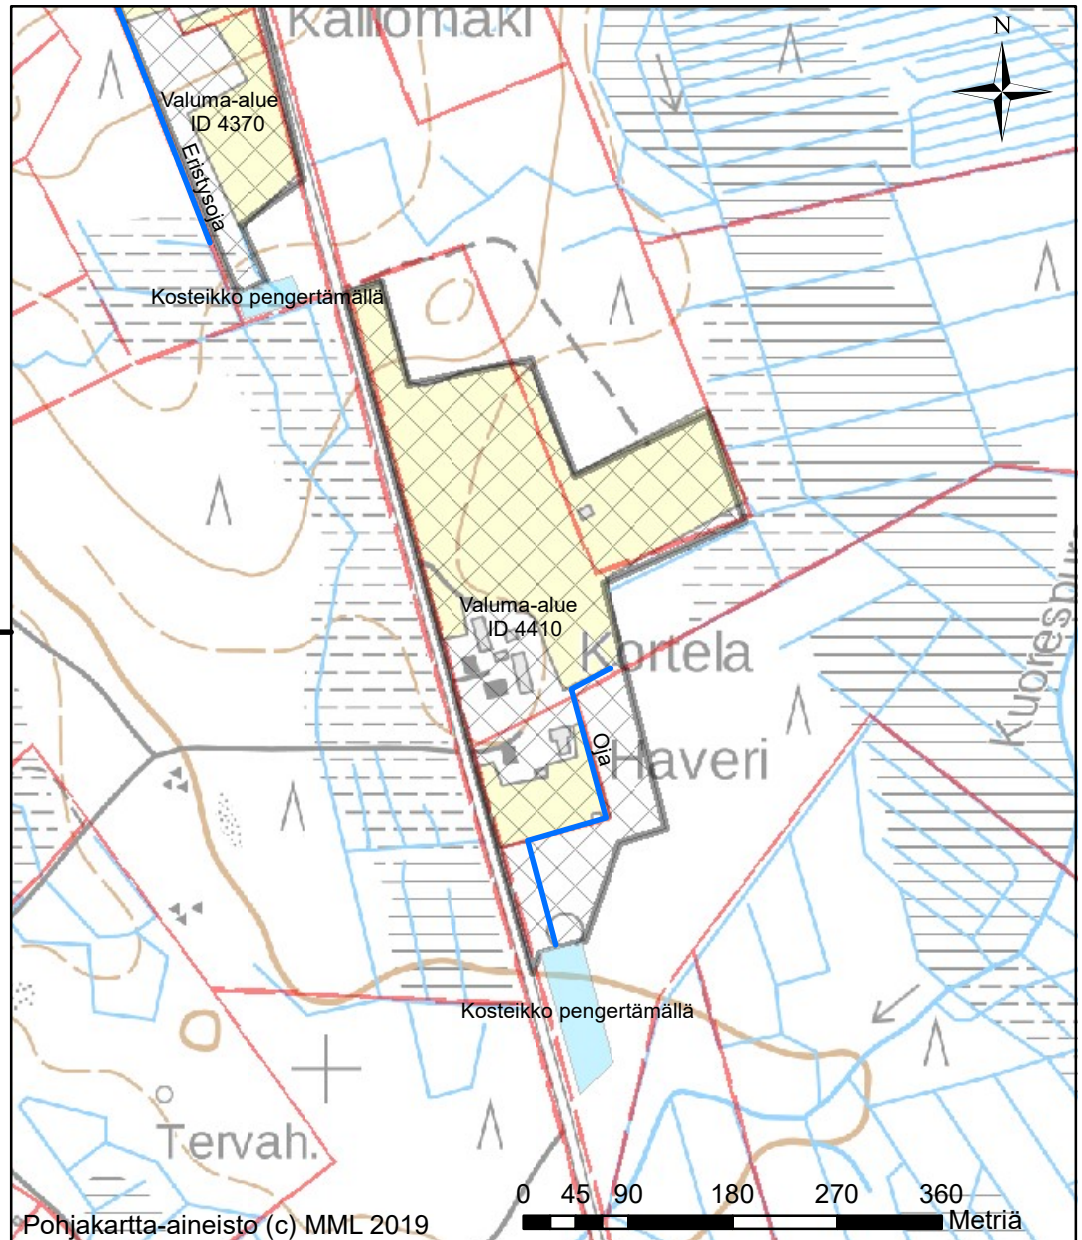 Kalliomäki
N
Valuma-alue
ID 4370
Eristysoja
Kosteikko pengertämällä
Valuma-alue
ID 4410
Kortela
Oja
Haveri
Kosteikko pengertämällä
Tervah.
0 45 90 180 270 360
Metriä
Pohjakartta-aineisto (c) MML 2019